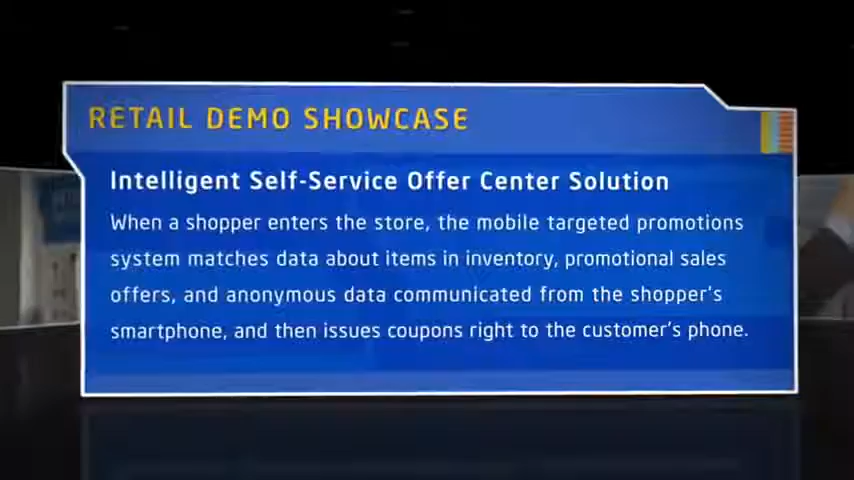 RETAIL DEMO SHOWCASE
Intelligent Self-Service Offer Center Solution
When a shopper enters the store, the mobile targeted promotions
system matches data about items in inventory, promotional sales
offers, and anonymous data communicated from the shopper's
smartphone, and then issues coupons right to the customer's phone.